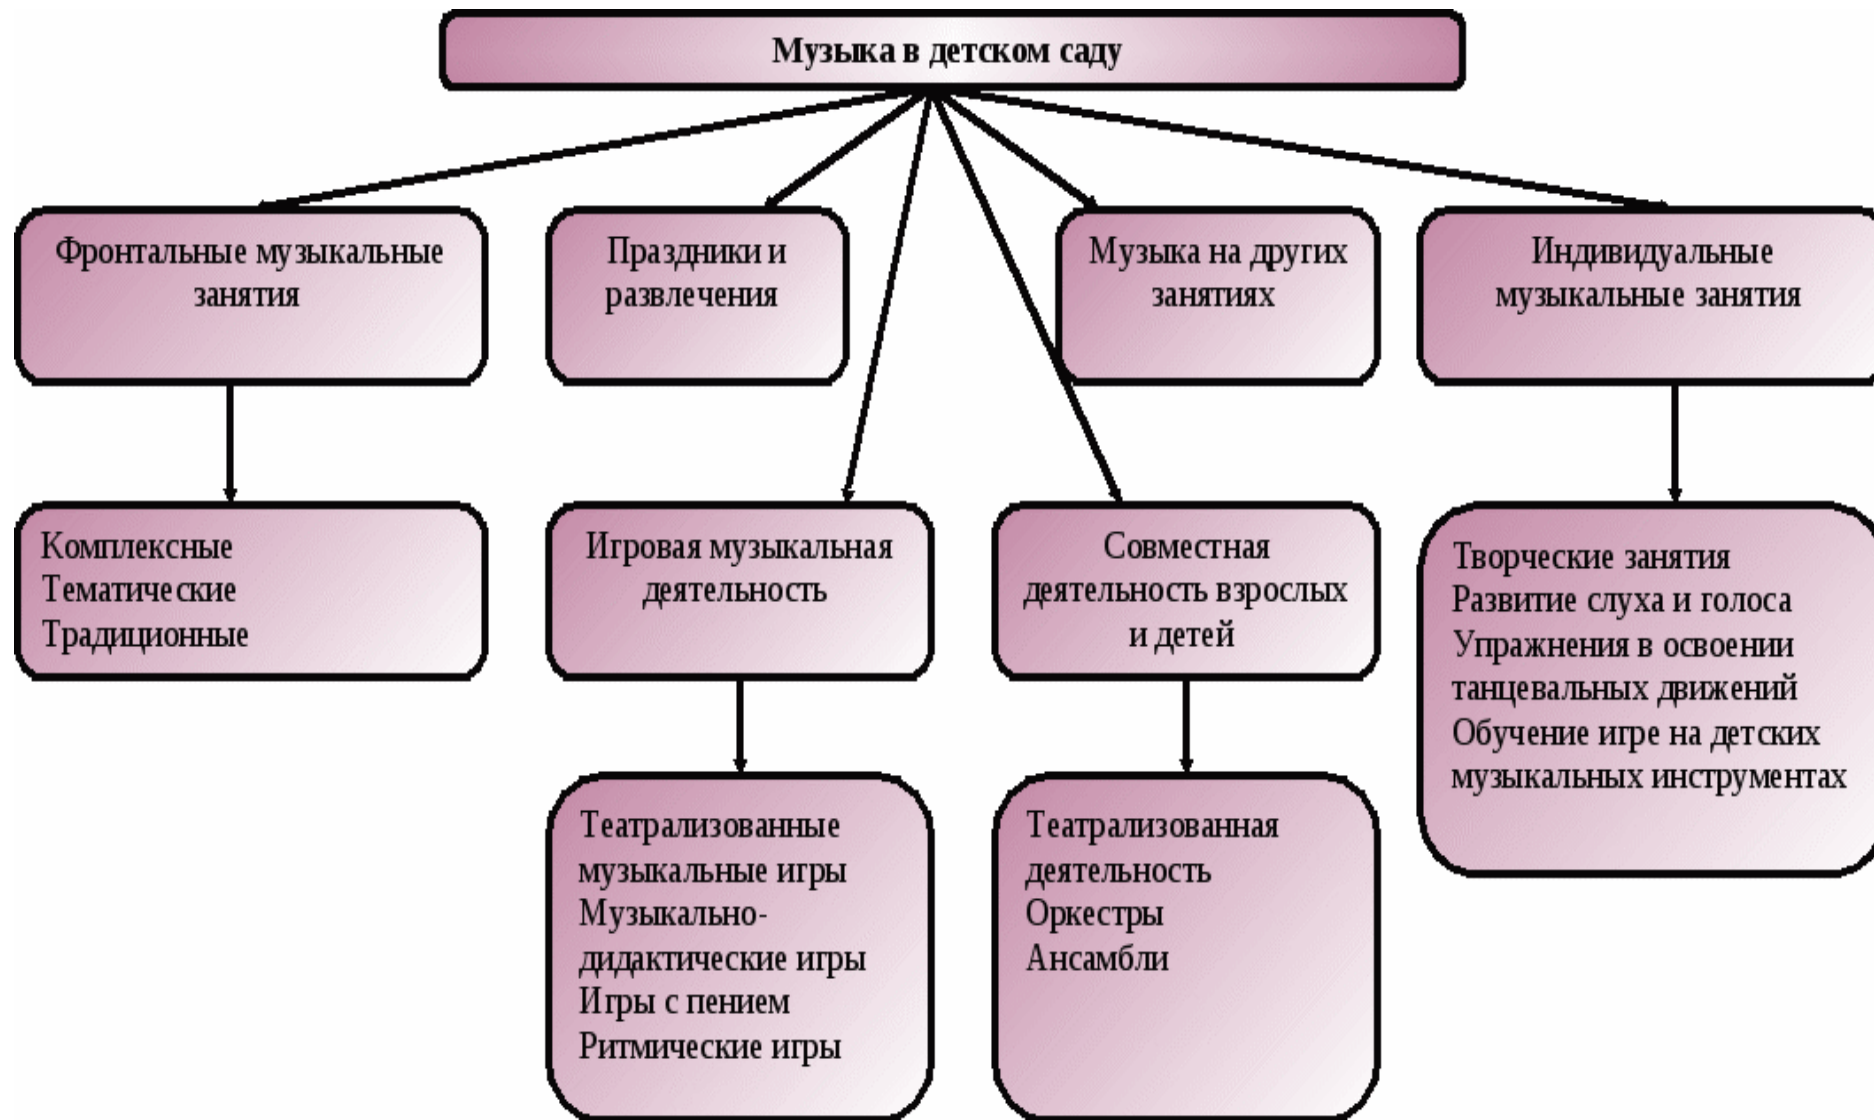 Музыка в детском саду
Фронтальные музыкальные
занятия
Праздники и
развлечения
Музыка на других
занятиях
Индивидуальные
музыкальные занятия
Комплексные
Тематические
Традиционные
Игровая музыкальная
деятельность
Совместная
деятельность взрослых
и детей
Творческие занятия
Развитие слуха и голоса
Упражнения в освоении
танцевальных движений
Обучение игре на детских
музыкальных инструментах
Театрализованные
музыкальные игры
Музыкально-
дидактические игры
Игры с пением
Ритмические игры
Театрализованная
деятельность
Оркестры
Ансамбли